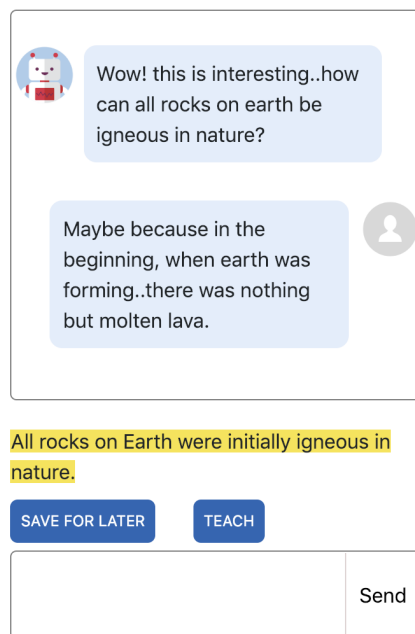 Wow! this is interesting..how
can all rocks on earth be
igneous in nature?
Maybe because in the
beginning, when earth was
forming..there was nothing
but molten lava.
All rocks on Earth were initially igneous in
nature.
SAVE FOR LATER
TEACH
Send